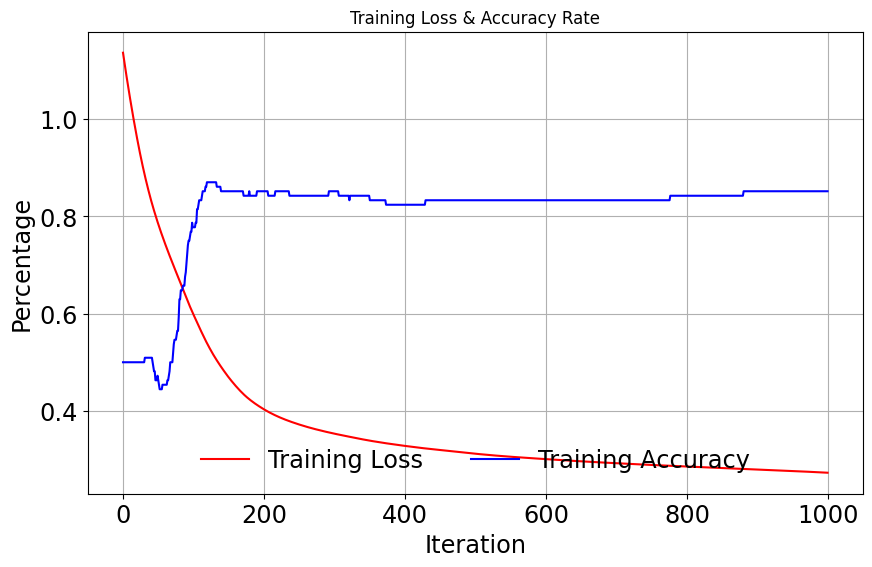 Training Loss & Accuracy Rate
1.0
0.8
0.6
0.4
Percentage
Training Loss
Training Accuracy
0 200 400 600 800 1000
Iteration